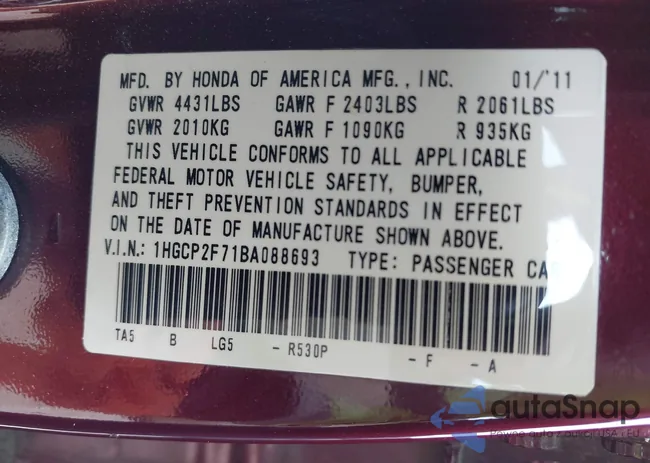 MFD. BY HONDA OF AMERICA MFG., INC. 01/'11
GVWR 4431LBS GAWR F 2403LBS R 2061LBS
GVWR 2010KG GAWR F 1090KG R 935KG
THIS VEHICLE CONFORMS TO ALL APPLICABLE
FEDERAL MOTOR VEHICLE SAFETY, BUMPER,
AND THEFT PREVENTION STANDARDS IN EFFECT
ON THE DATE OF MANUFACTURE SHOWN ABOVE.
V.I.N.: 1HGCP2F71BA088693 TYPE: PASSENGER CA
TA5 B LG5 - R530P - F - A
autaSnap